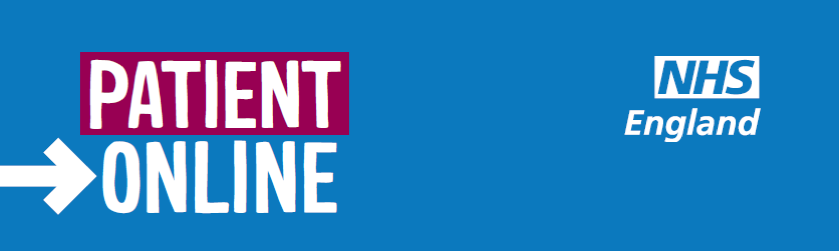 PATIENT
ONLINE
NHS
England